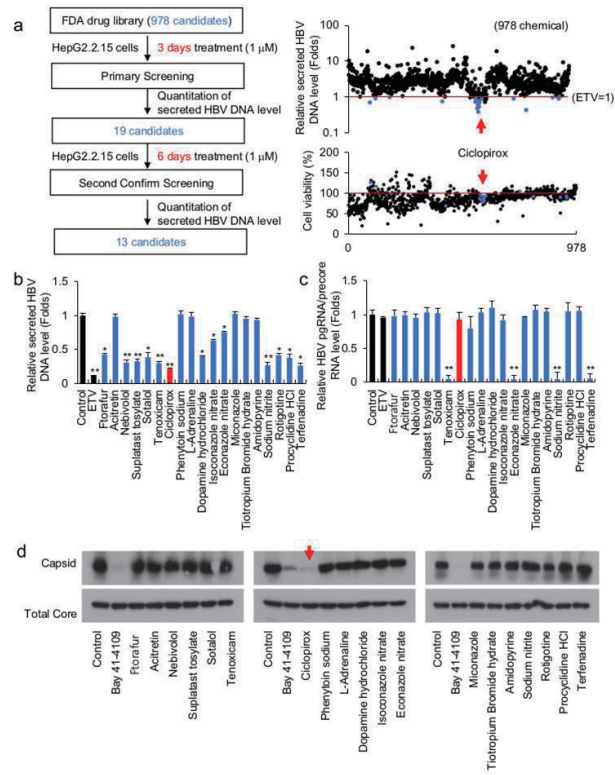 a
FDA drug library (978 candidates)
HepG2.2.15 cells
3 days treatment (1 μM)
Primary Screening
Quantitation of
secreted HBV DNA level
19 candidates
HepG2.2.15 cells
6 days treatment (1 μM)
Second Confirm Screening
Quantitation of
secreted HBV DNA level
13 candidates
Relative secreted HBV
DNA level (Folds)
100
10
1
0.1
(978 chemical)
(ETV=1)
Ciclopirox
Cell viability (%)
200
150
100
50
0
0
978
b
Relative secreted HBV
DNA level (Folds)
1.5
1
0.5
0
**
*
**
**
*
**
**
*
*
*
**
*
*
*
Control
ETV
Ftorafur
Acitretin
Nebivolol
Suplatast tosylate
Sotalol
Tenoxicam
Ciclopirox
Phenytoin sodium
L-Adrenaline
Dopamine hydrochloride
Isoconazole nitrate
Econazole nitrate
Miconazole
Tiotropium Bromide hydrate
Amidopyrine
Sodium nitrite
Rotigotine
Procyclidine HCl
Terfenadine
c
Relative HBV pgRNA/precore
RNA level (Folds)
1.5
1
0.5
0
**
**
**
**
Control
ETV
Ftorafur
Acitretin
Nebivolol
Suplatast tosylate
Sotalol
Tenoxicam
Ciclopirox
Phenytoin sodium
L-Adrenaline
Dopamine hydrochloride
Isoconazole nitrate
Econazole nitrate
Miconazole
Tiotropium Bromide hydrate
Amidopyrine
Sodium nitrite
Rotigotine
Procyclidine HCl
Terfenadine
d
Capsid
Total Core
Control
Bay 41-4109
Ftorafur
Acitretin
Nebivolol
Suplatast tosylate
Sotalol
Tenoxicam
Control
Bay 41-4109
Ciclopirox
Phenytoin sodium
L-Adrenaline
Dopamine hydrochloride
Isoconazole nitrate
Econazole nitrate
Control
Bay 41-4109
Miconazole
Tiotropium Bromide hydrate
Amidopyrine
Sodium nitrite
Rotigotine
Procyclidine HCl
Terfenadine